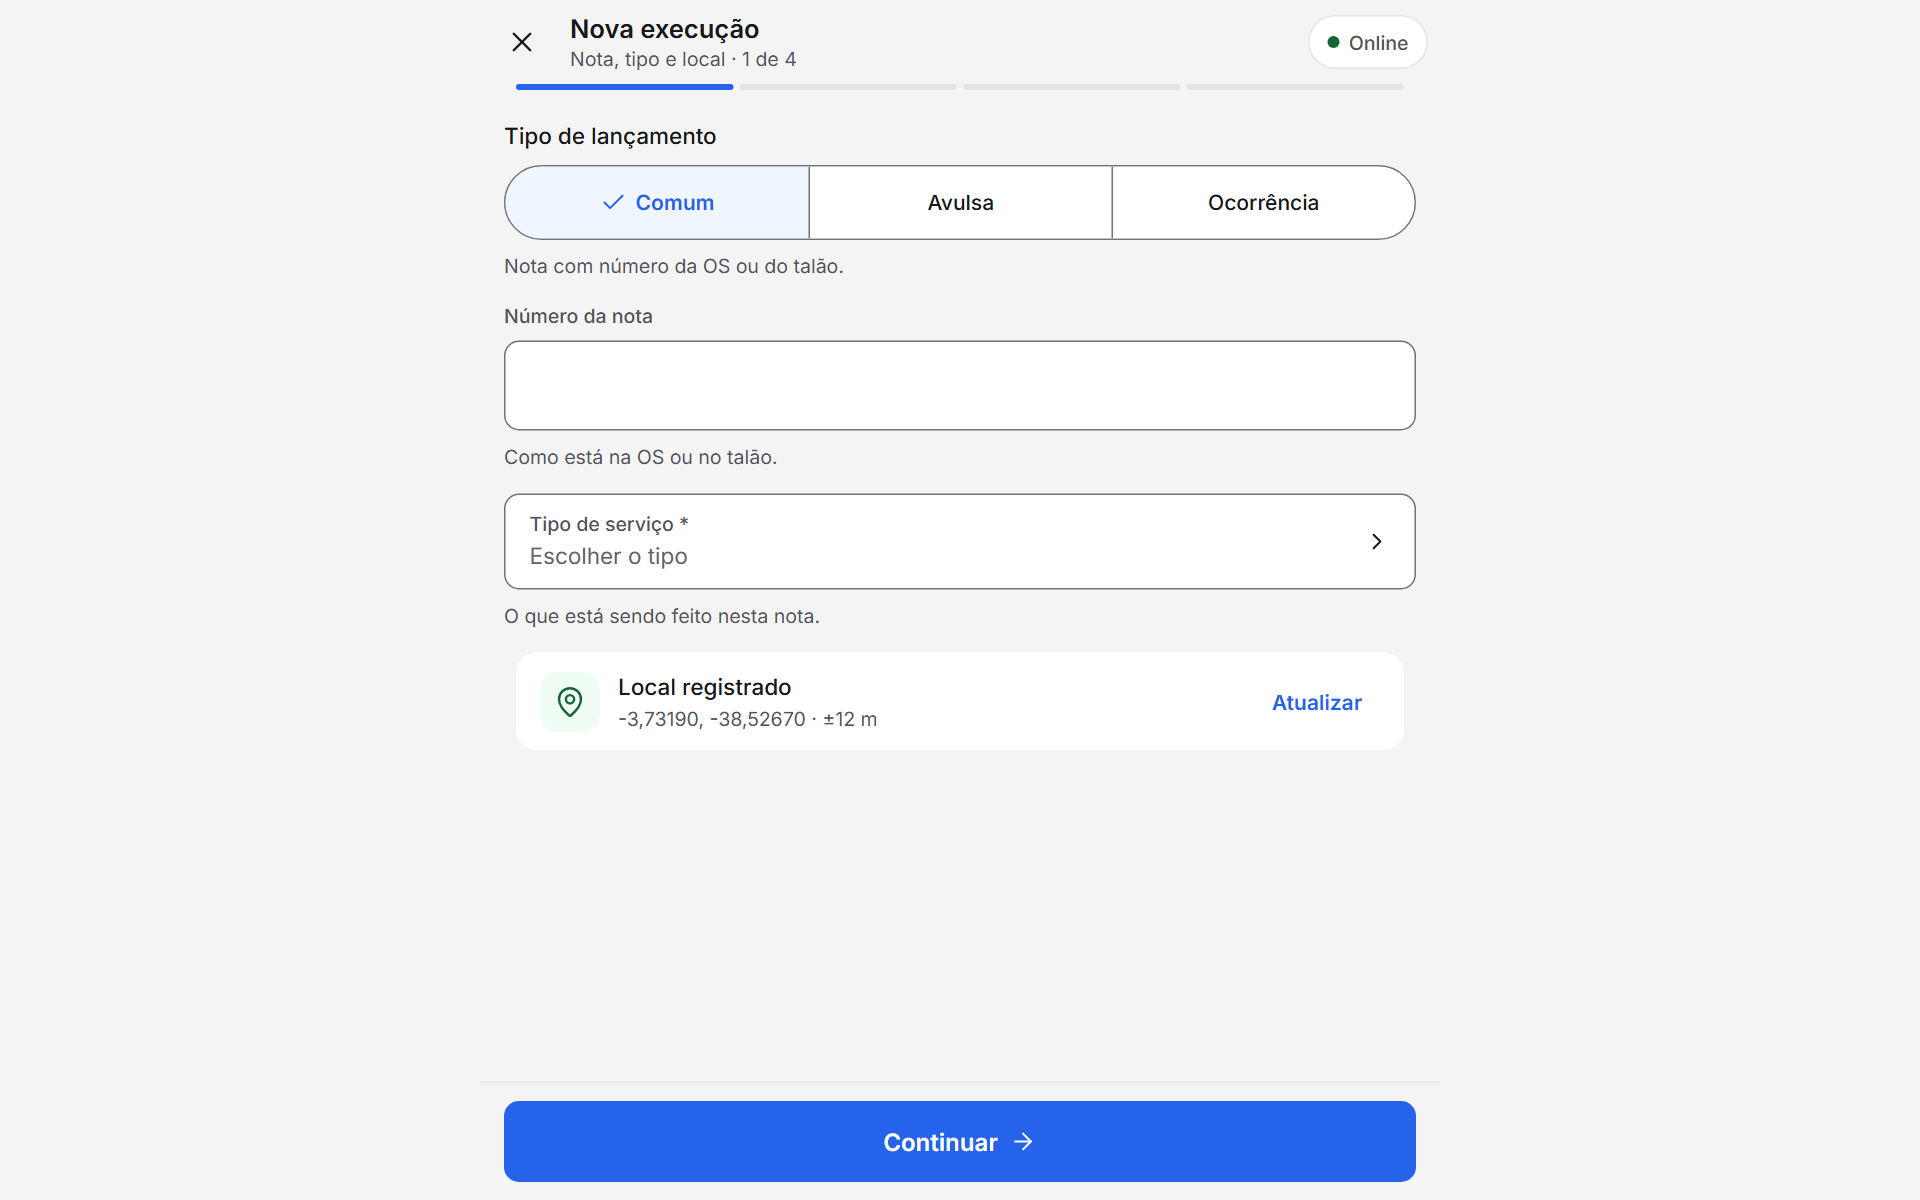 Nova execução
Nota, tipo e local · 1 de 4
Online
Tipo de lançamento
Comum
Avulsa
Ocorrência
Nota com número da OS ou do talão.
Número da nota
Como está na OS ou no talão.
Tipo de serviço *
Escolher o tipo
O que está sendo feito nesta nota.
Local registrado
-3,73190, -38,52670 · ±12 m
Atualizar
Continuar